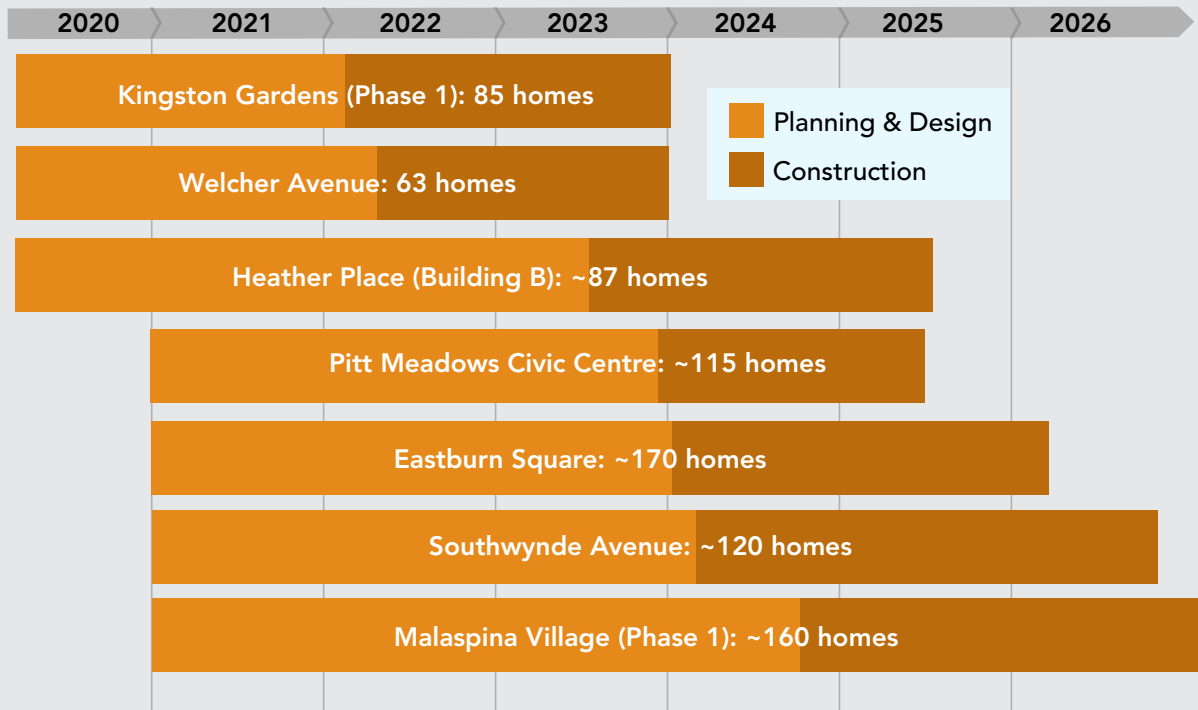 2020 2021 2022 2023 2024 2025 2026
Kingston Gardens (Phase 1): 85 homes
Planning & Design
Construction
Welcher Avenue: 63 homes
Heather Place (Building B): ~87 homes
Pitt Meadows Civic Centre: ~115 homes
Eastburn Square: ~170 homes
Southwynde Avenue: ~120 homes
Malaspina Village (Phase 1): ~160 homes